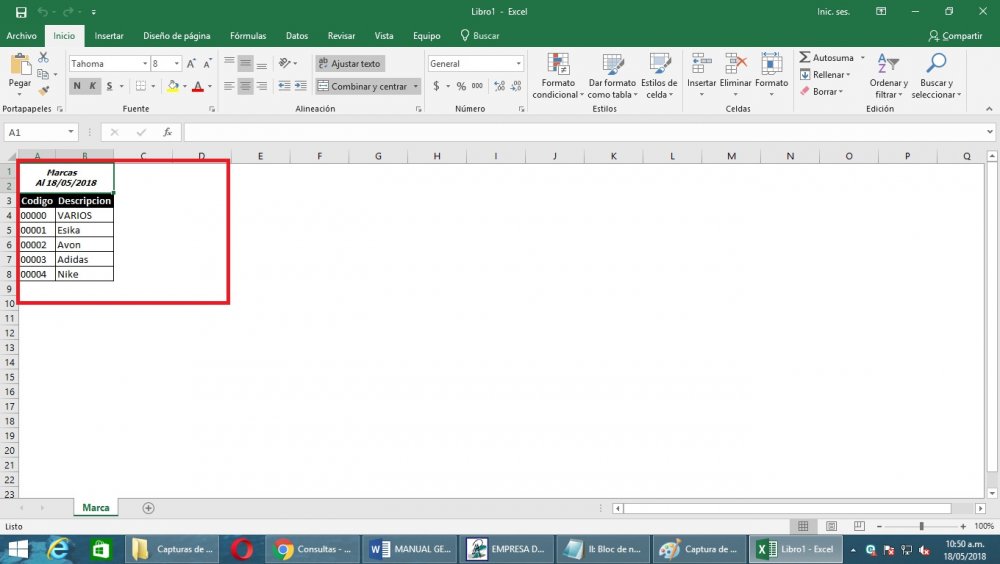 Libro1 - Excel
Inic. ses.
Archivo Inicio Insertar Diseño de página Fórmulas Datos Revisar Vista Equipo Buscar Compartir
Pegar
Tahoma 8
N K S
Ajustar texto
Combinar y centrar
General
$ % 000
Formato condicional
Dar formato como tabla
Estilos de celda
Insertar Eliminar Formato
Autosuma
Rellenar
Borrar
Ordenar y filtrar
Buscar y seleccionar
Portapapeles Fuente Alineación Número Estilos Celdas Edición
A1 fx
A B C D E F G H I J K L M N O P Q
1 Marcas
2 Al 18/05/2018
3 Codigo Descripcion
4 00000 VARIOS
5 00001 Esika
6 00002 Avon
7 00003 Adidas
8 00004 Nike
9
10
11
12
13
14
15
16
17
18
19
20
21
22
23
Marca
Listo
100%
Capturas de ...
Consultas - ...
MANUAL GE...
EMPRESA D...
II: Bloc de n...
Captura de ...
Libro1 - Excel
10:50 a.m.
18/05/2018